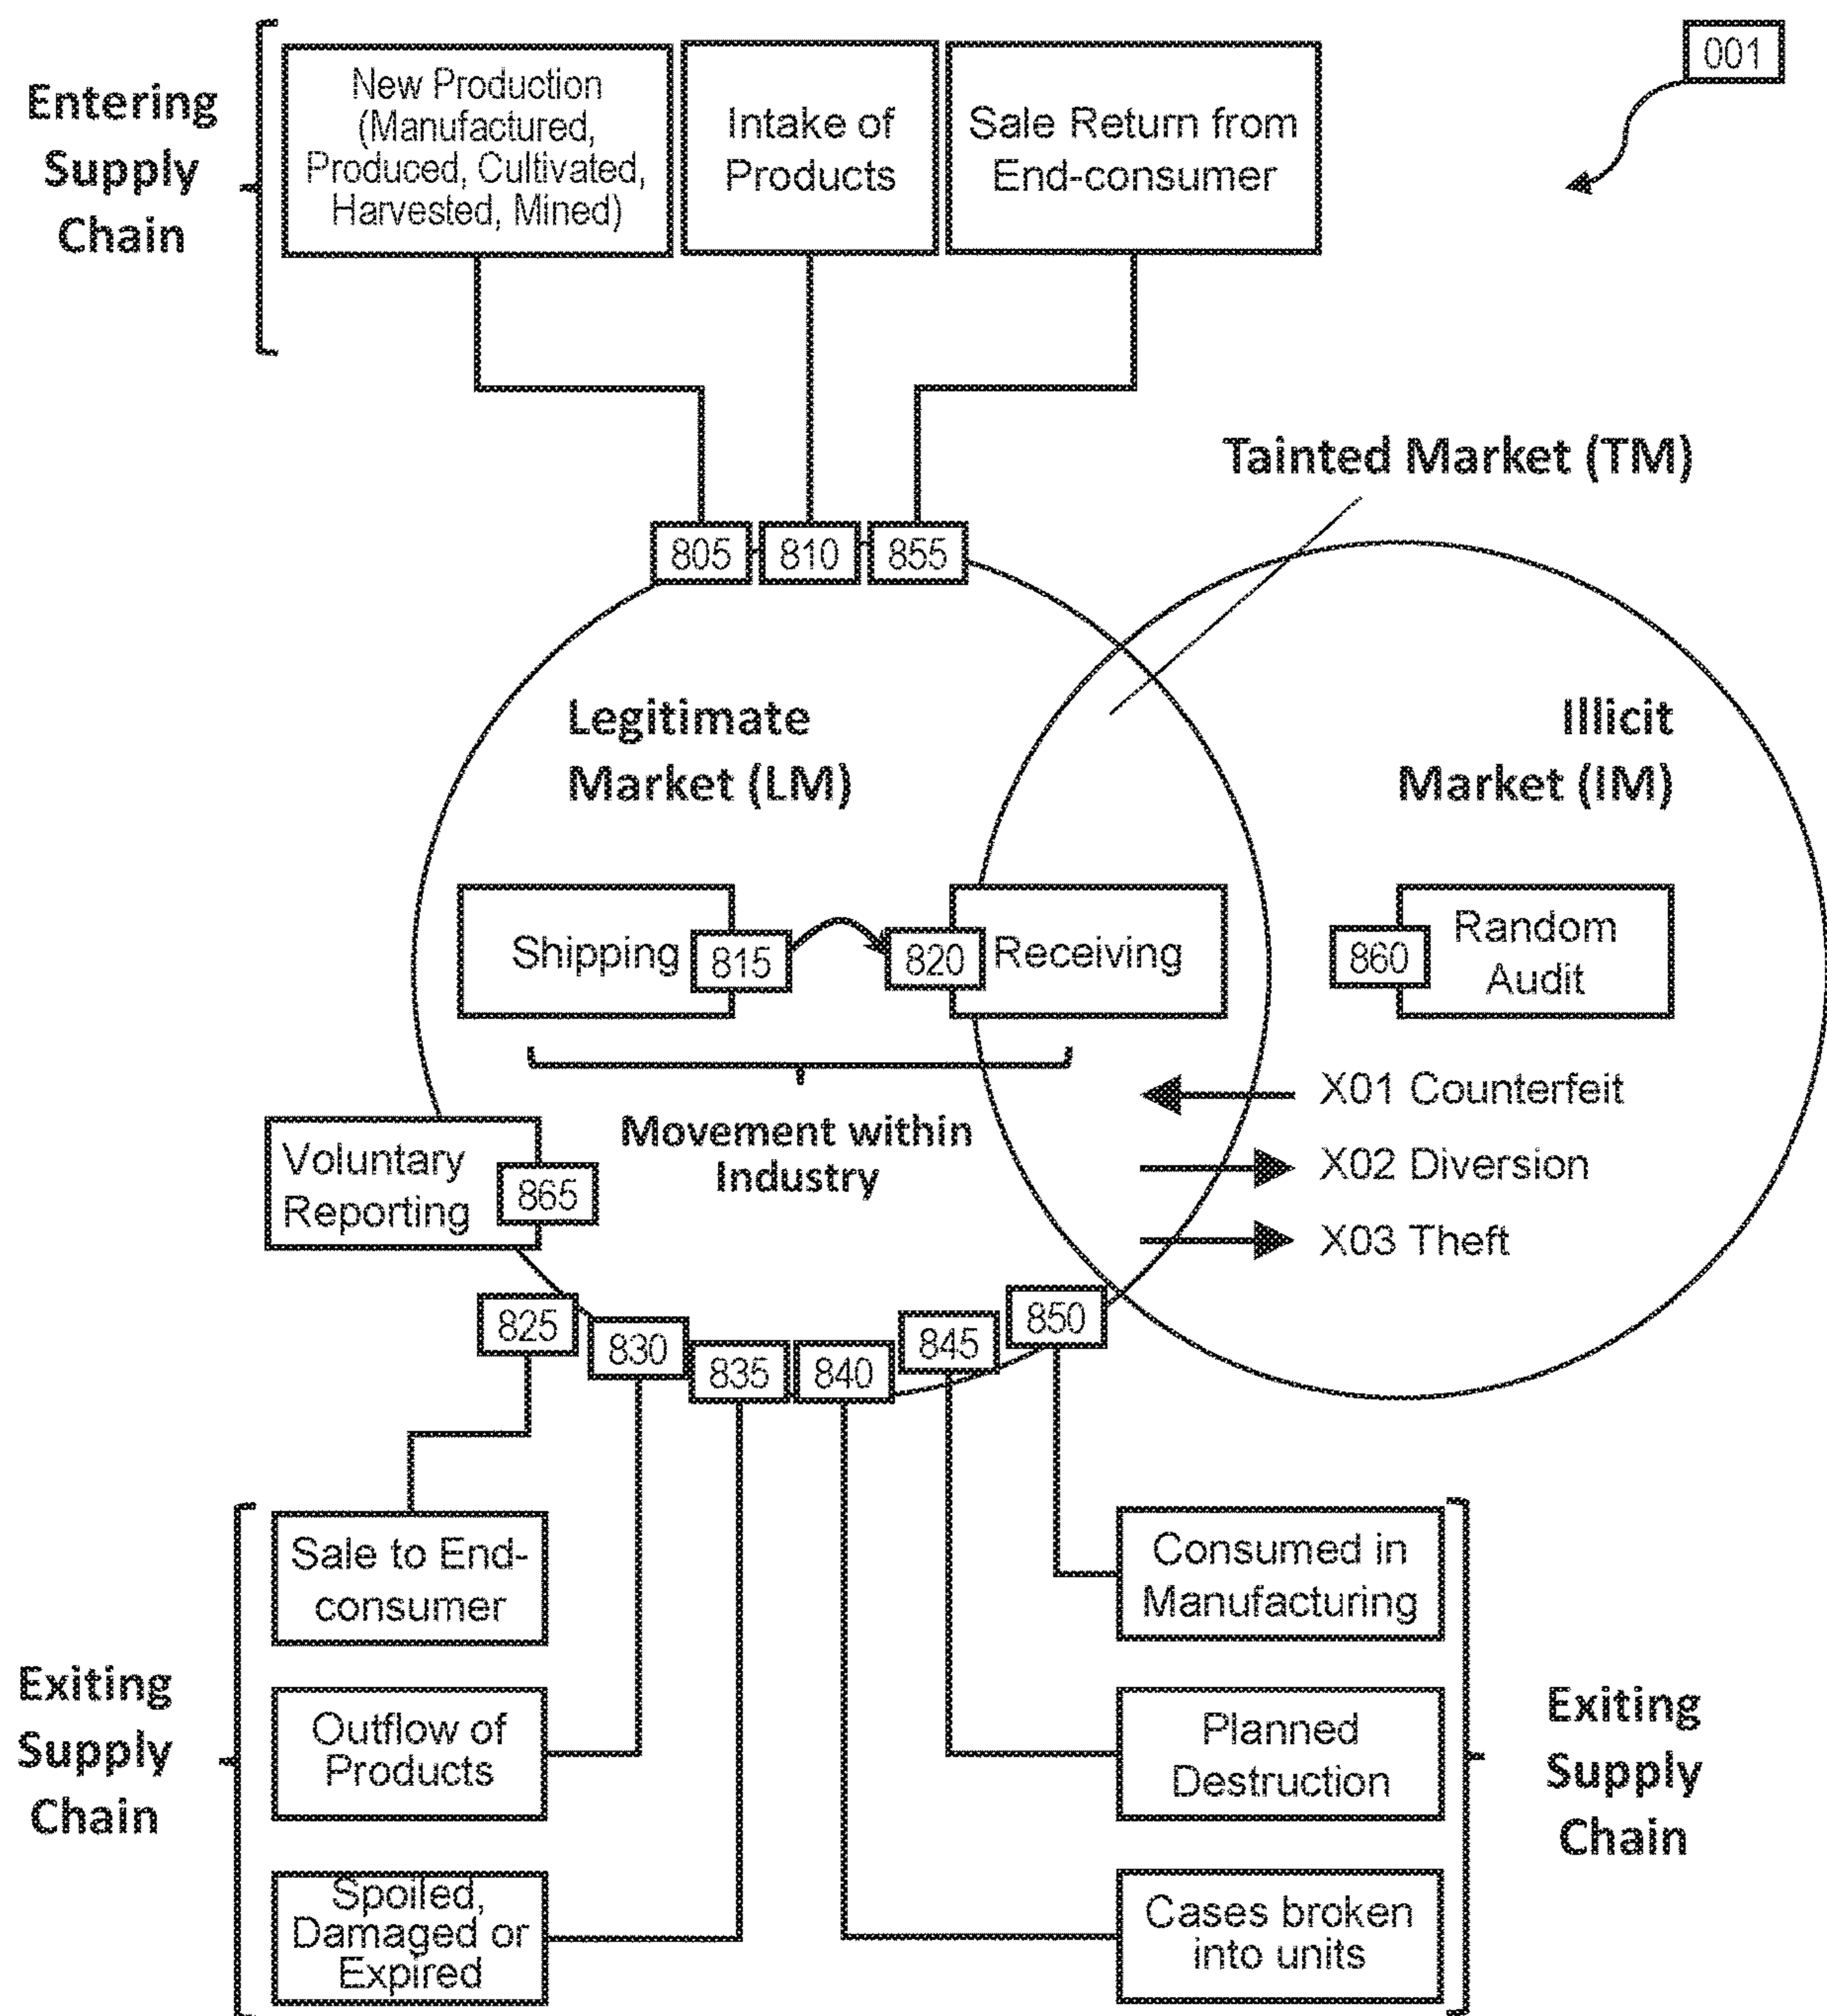 001
Entering
Supply
Chain
New Production
(Manufactured,
Produced, Cultivated,
Harvested, Mined)
Intake of
Products
Sale Return from
End-consumer
Tainted Market (TM)
805
810
855
Legitimate
Market (LM)
Illicit
Market (IM)
Shipping
815
820
Receiving
860
Random
Audit
Movement within
Industry
X01 Counterfeit
X02 Diversion
X03 Theft
Voluntary
Reporting
865
825
830
835
840
845
850
Exiting
Supply
Chain
Sale to End-
consumer
Outflow of
Products
Spoiled,
Damaged or
Expired
Consumed in
Manufacturing
Planned
Destruction
Cases broken
into units
Exiting
Supply
Chain